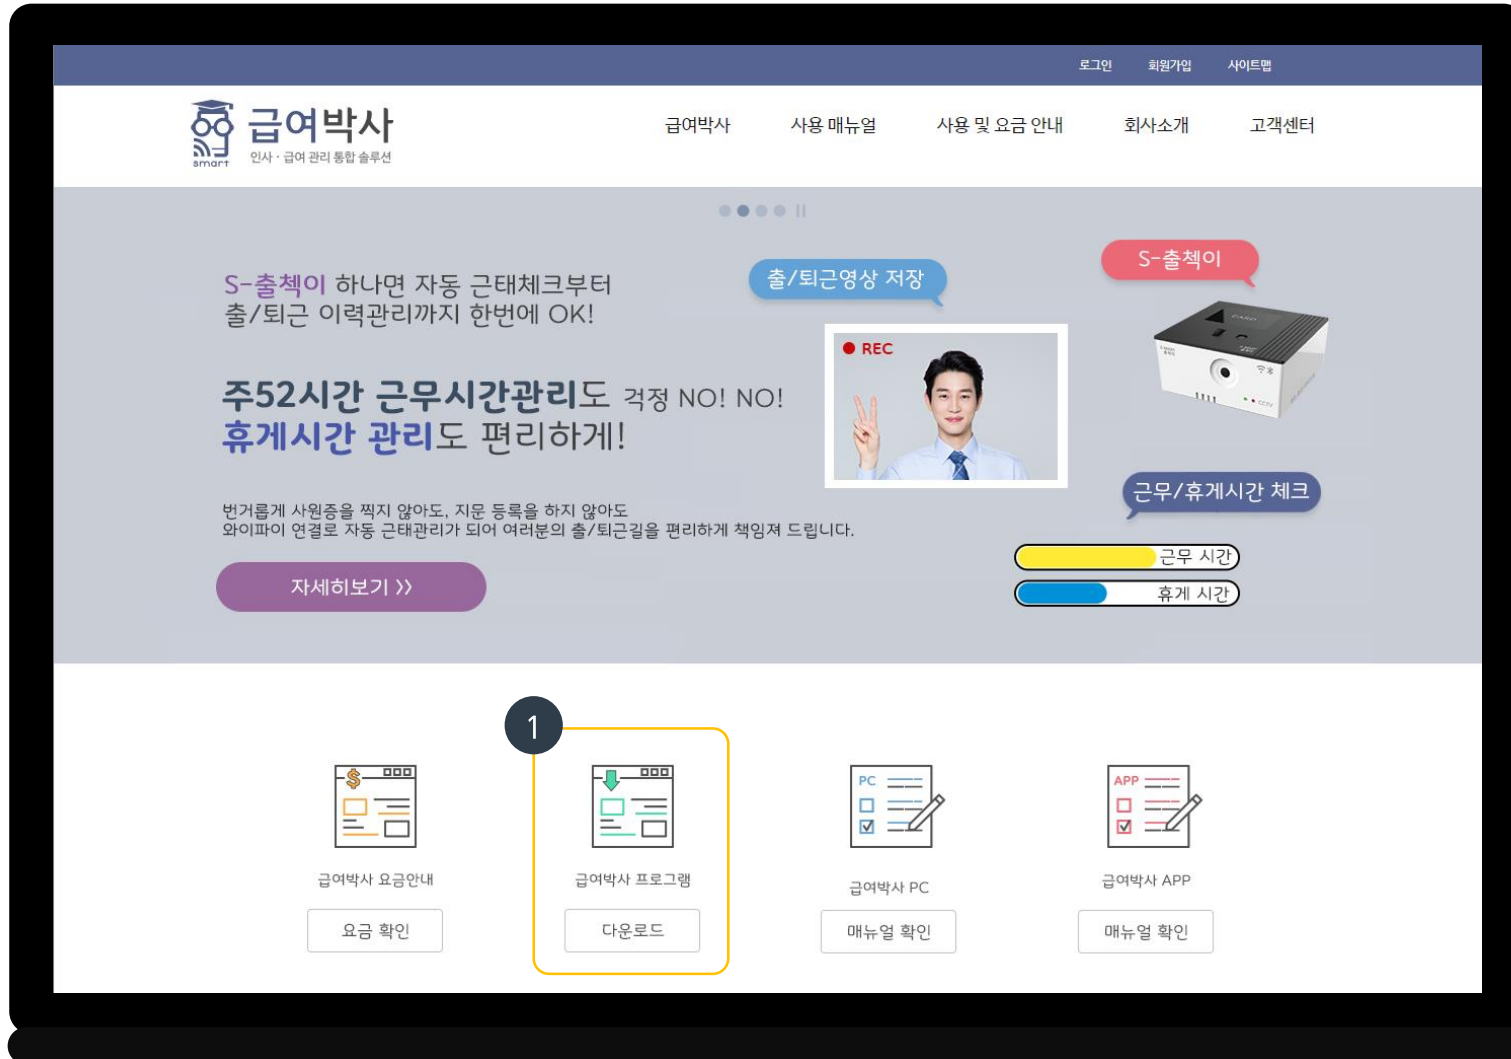 로그인 회원가입 사이트맵
급여박사
인사 · 급여 관리 통합 솔루션
smart
급여박사 사용 매뉴얼 사용 및 요금 안내 회사소개 고객센터
S-출첵이 하나면 자동 근태체크부터
출/퇴근 이력관리까지 한번에 OK!
주52시간 근무시간관리도 걱정 NO! NO!
휴게시간 관리도 편리하게!
번거롭게 사원증을 찍지 않아도, 지문 등록을 하지 않아도
와이파이 연결로 자동 근태관리가 되어 여러분의 출/퇴근길을 편리하게 책임져 드립니다.
자세히보기 》
출/퇴근영상 저장
REC
S-출첵이
CARD
CCTV
근무/휴게시간 체크
근무 시간
휴게 시간
1
급여박사 요금안내
요금 확인
급여박사 프로그램
다운로드
PC
급여박사 PC
매뉴얼 확인
APP
급여박사 APP
매뉴얼 확인